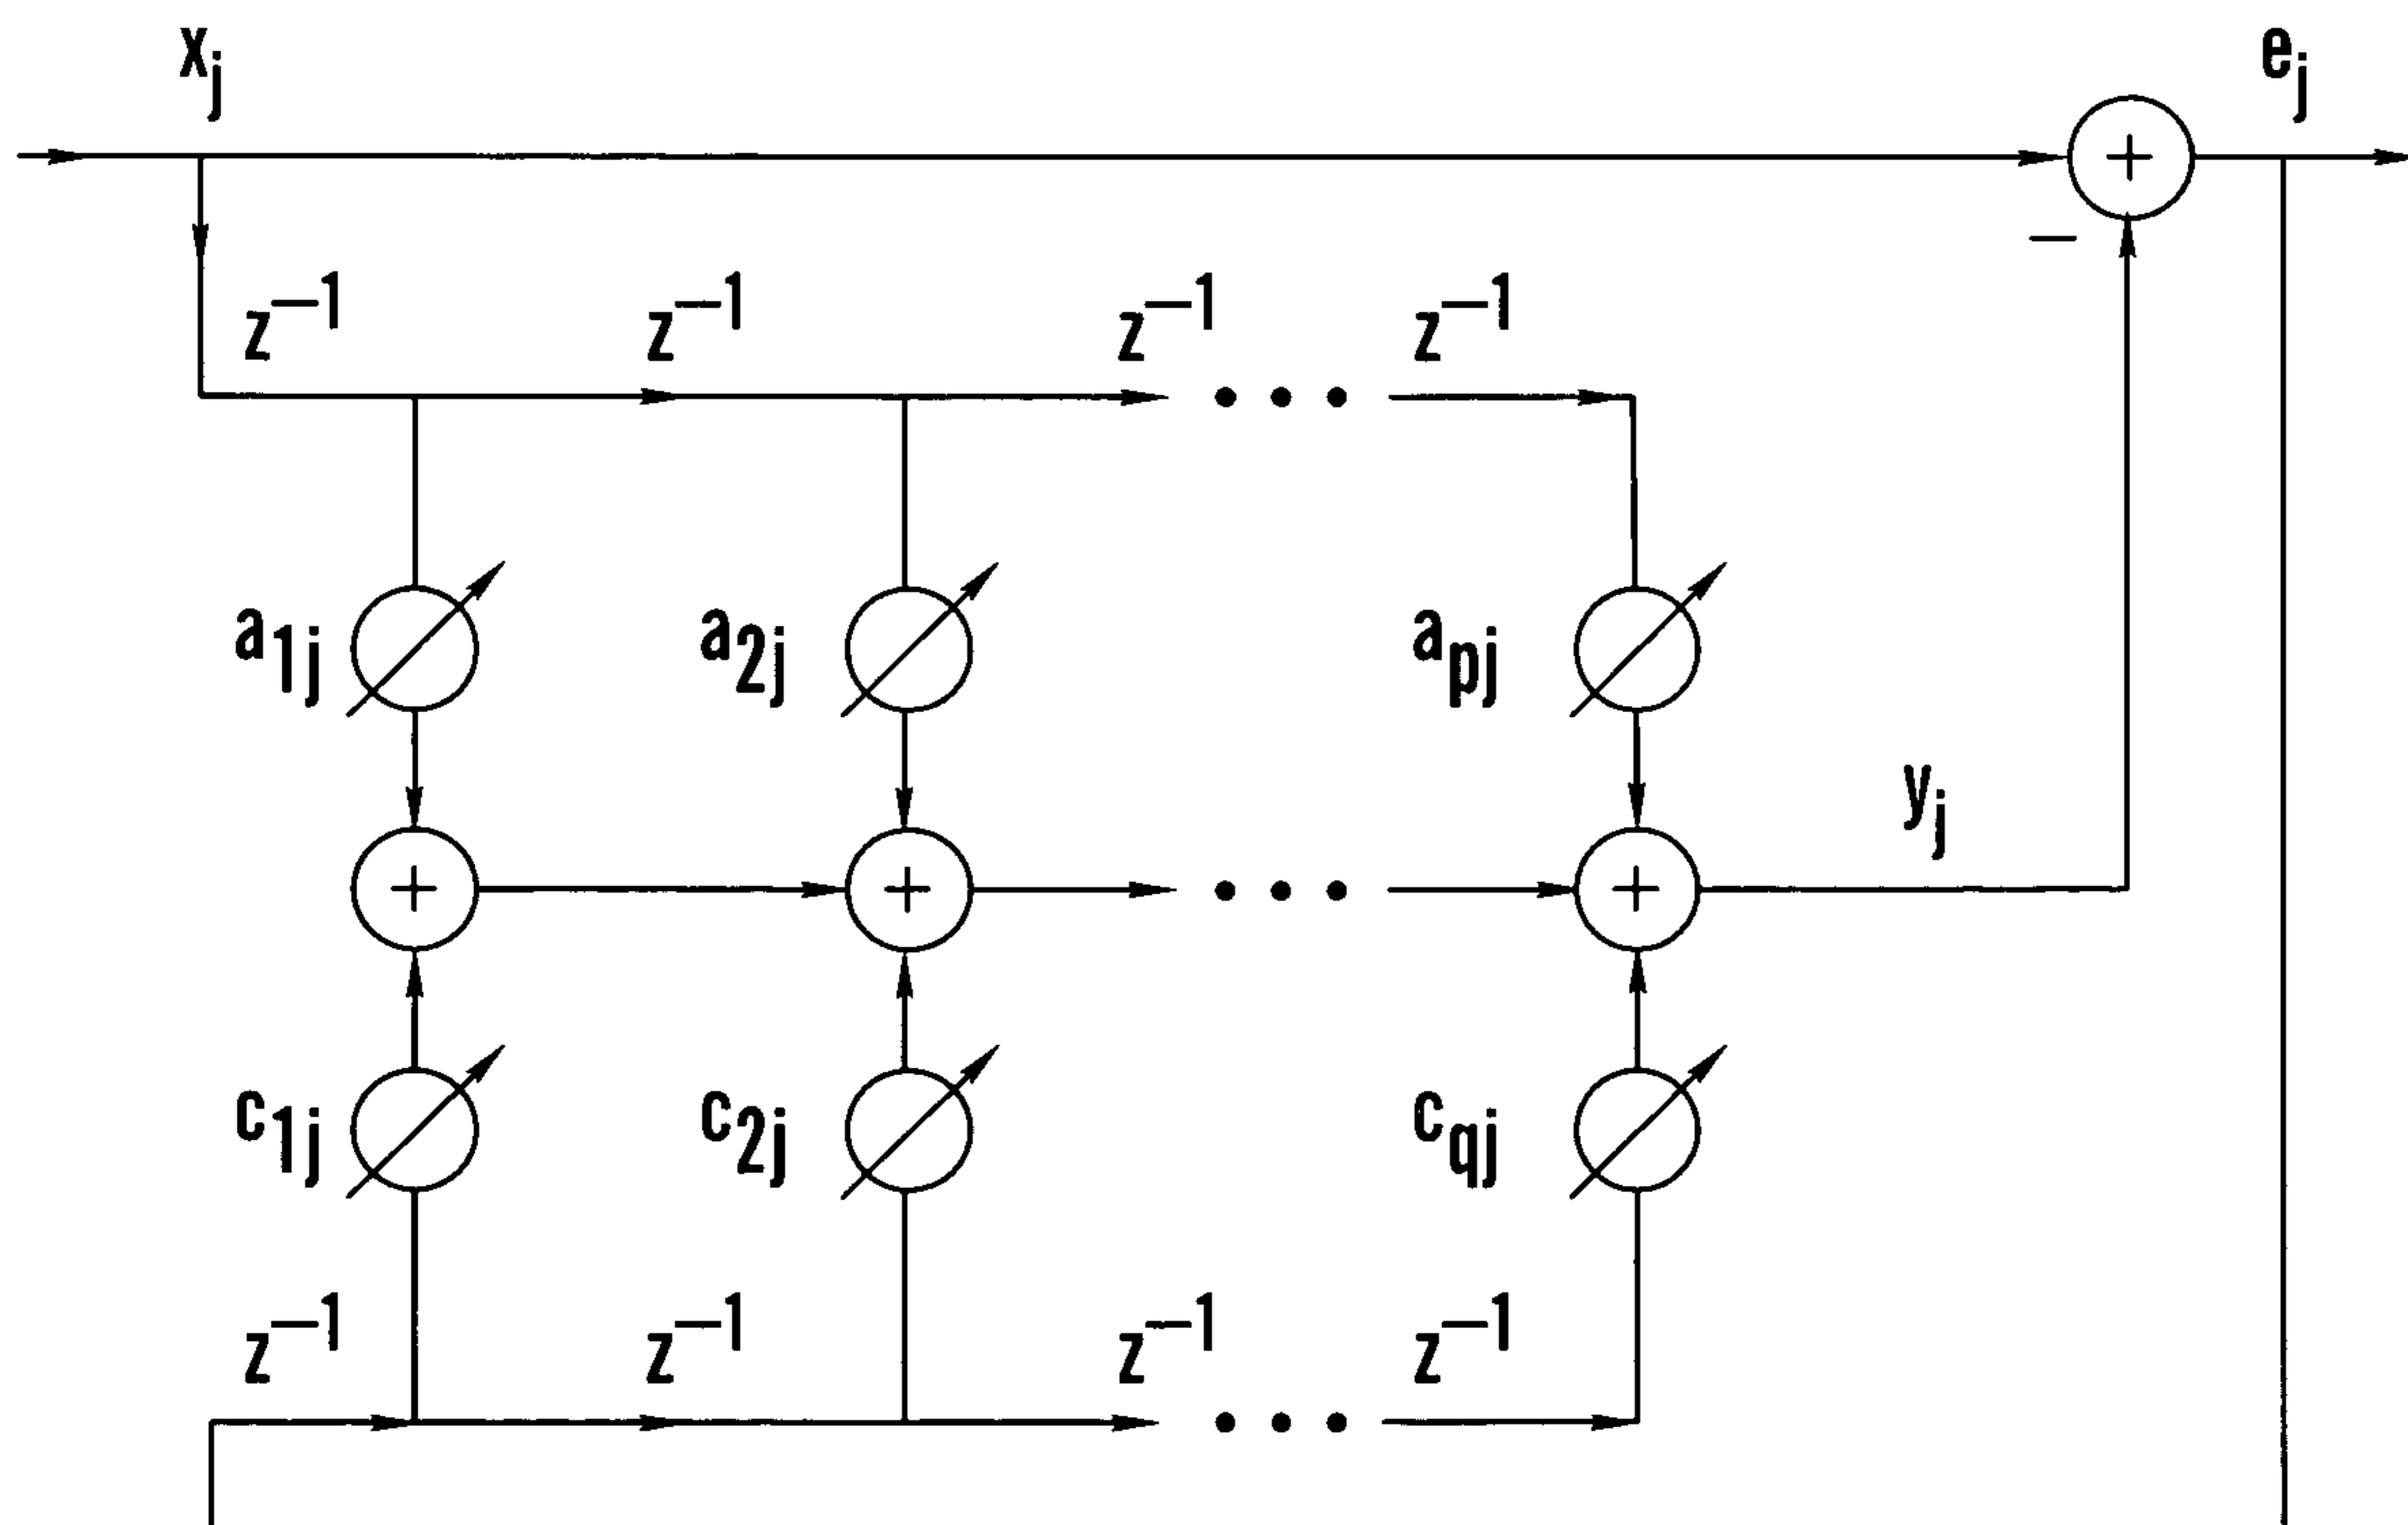 x_j e_j
+
−
z^−1 z^−1 z^−1 z^−1
a_1j a_2j a_pj
y_j
+ + +
c_1j c_2j c_qj
z^−1 z^−1 z^−1 z^−1